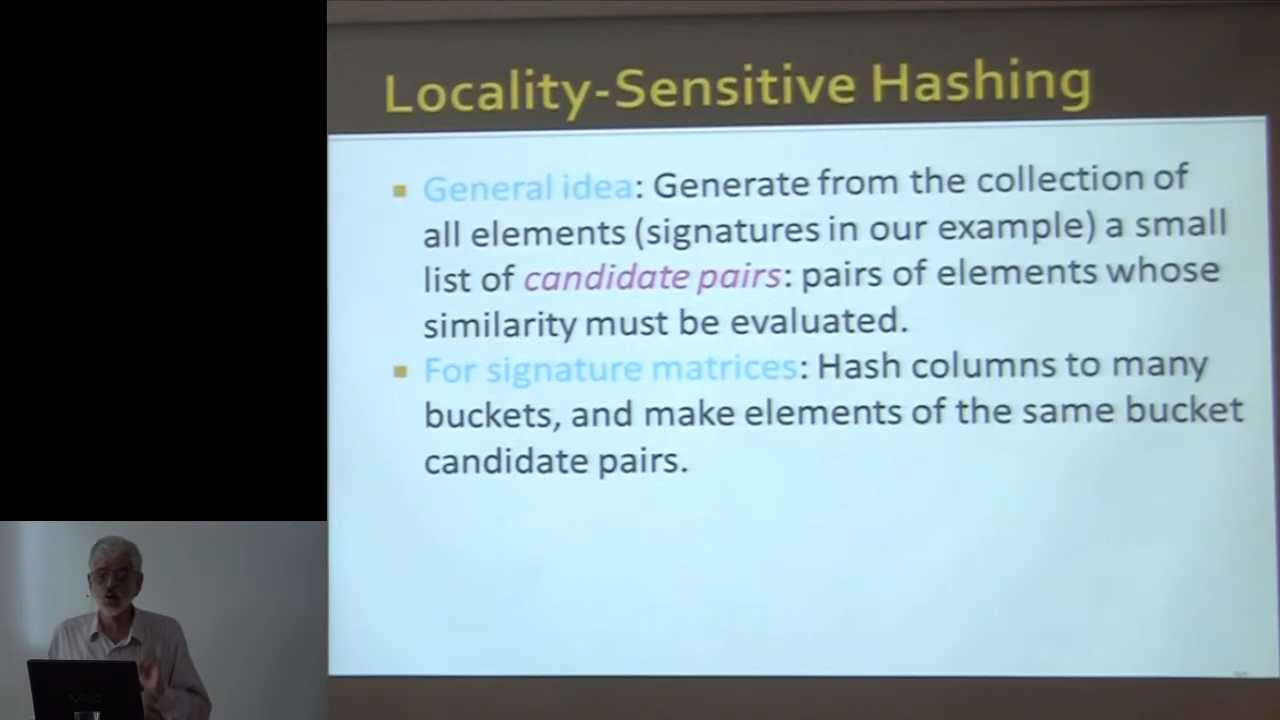 Locality-Sensitive Hashing
General idea: Generate from the collection of
all elements (signatures in our example) a small
list of candidate pairs: pairs of elements whose
similarity must be evaluated.
For signature matrices: Hash columns to many
buckets, and make elements of the same bucket
candidate pairs.